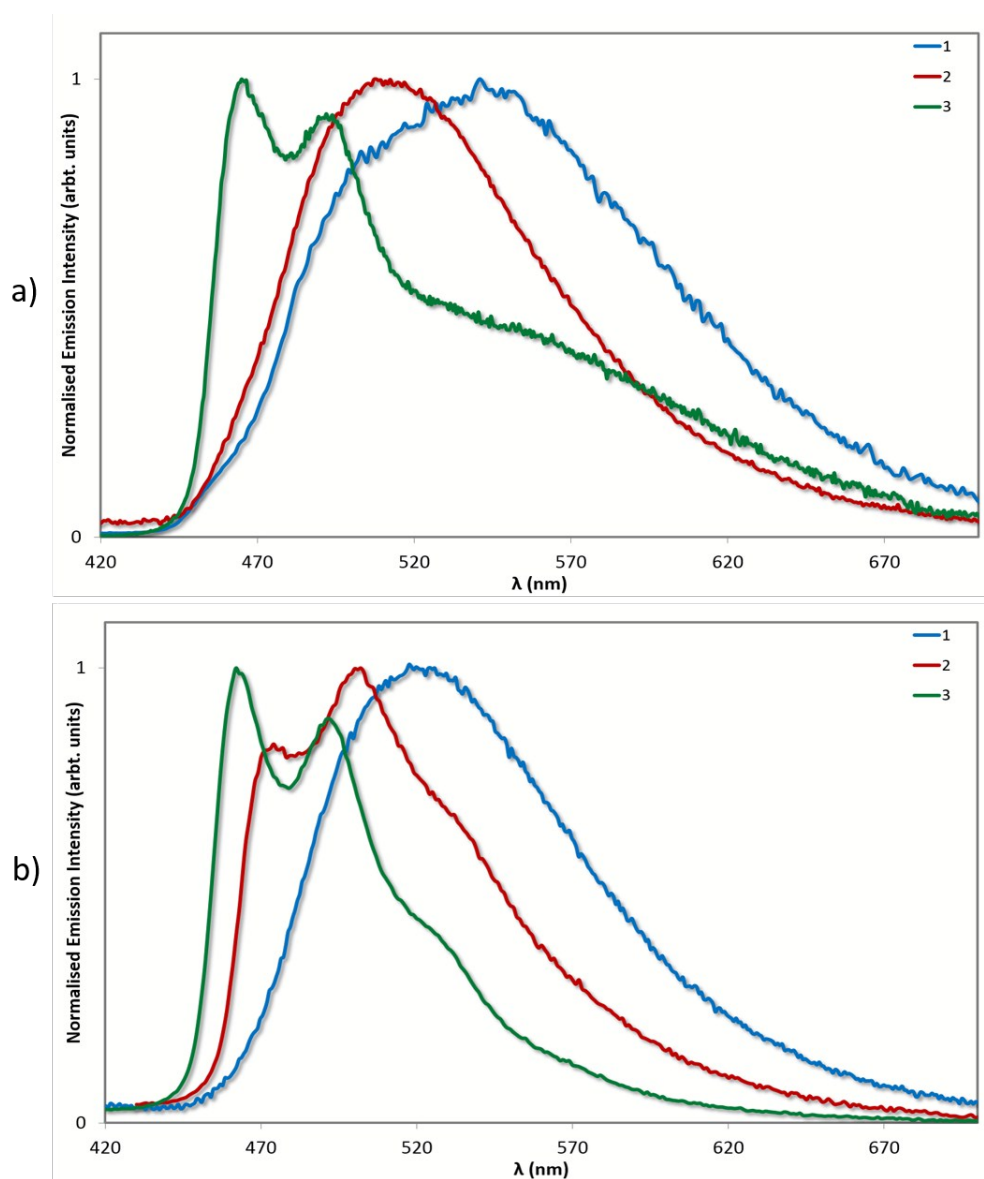 a)
Normalised Emission Intensity (arbt. units)
1
0
420 470 520 570 620 670
λ (nm)
1
2
3
b)
Normalised Emission Intensity (arbt. units)
1
0
420 470 520 570 620 670
λ (nm)
1
2
3